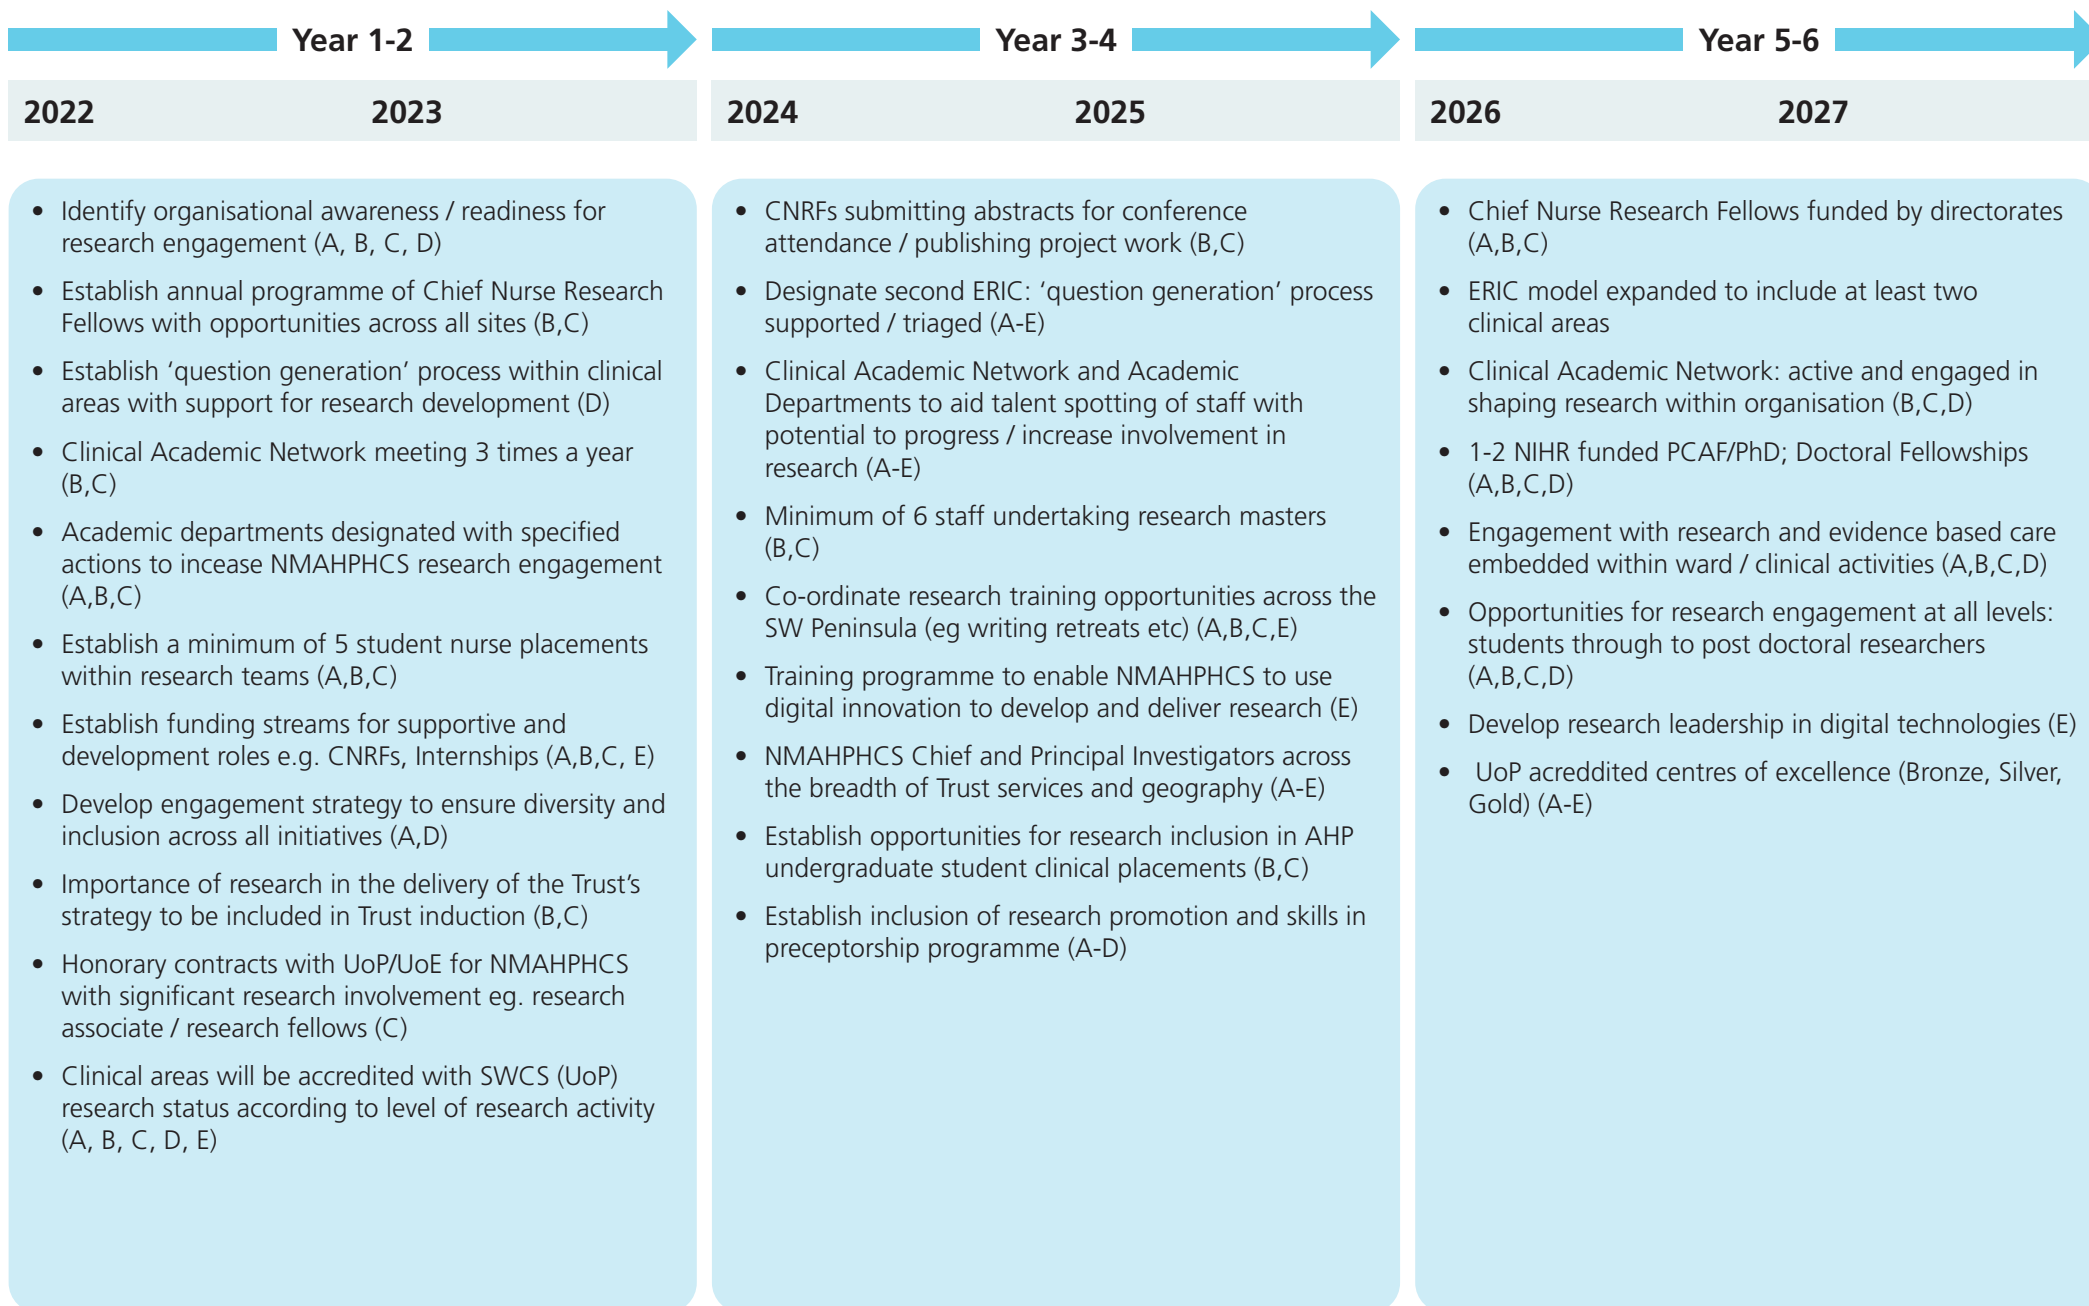 Year 1-2
2022 2023
• Identify organisational awareness / readiness for
research engagement (A, B, C, D)
• Establish annual programme of Chief Nurse Research
Fellows with opportunities across all sites (B,C)
• Establish ‘question generation’ process within clinical
areas with support for research development (D)
• Clinical Academic Network meeting 3 times a year
(B,C)
• Academic departments designated with specified
actions to incease NMAHPHCS research engagement
(A,B,C)
• Establish a minimum of 5 student nurse placements
within research teams (A,B,C)
• Establish funding streams for supportive and
development roles e.g. CNRFs, Internships (A,B,C, E)
• Develop engagement strategy to ensure diversity and
inclusion across all initiatives (A,D)
• Importance of research in the delivery of the Trust’s
strategy to be included in Trust induction (B,C)
• Honorary contracts with UoP/UoE for NMAHPHCS
with significant research involvement eg. research
associate / research fellows (C)
• Clinical areas will be accredited with SWCS (UoP)
research status according to level of research activity
(A, B, C, D, E)
Year 3-4
2024 2025
• CNRFs submitting abstracts for conference
attendance / publishing project work (B,C)
• Designate second ERIC: ‘question generation’ process
supported / triaged (A-E)
• Clinical Academic Network and Academic
Departments to aid talent spotting of staff with
potential to progress / increase involvement in
research (A-E)
• Minimum of 6 staff undertaking research masters
(B,C)
• Co-ordinate research training opportunities across the
SW Peninsula (eg writing retreats etc) (A,B,C,E)
• Training programme to enable NMAHPHCS to use
digital innovation to develop and deliver research (E)
• NMAHPHCS Chief and Principal Investigators across
the breadth of Trust services and geography (A-E)
• Establish opportunities for research inclusion in AHP
undergraduate student clinical placements (B,C)
• Establish inclusion of research promotion and skills in
preceptorship programme (A-D)
Year 5-6
2026 2027
• Chief Nurse Research Fellows funded by directorates
(A,B,C)
• ERIC model expanded to include at least two
clinical areas
• Clinical Academic Network: active and engaged in
shaping research within organisation (B,C,D)
• 1-2 NIHR funded PCAF/PhD; Doctoral Fellowships
(A,B,C,D)
• Engagement with research and evidence based care
embedded within ward / clinical activities (A,B,C,D)
• Opportunities for research engagement at all levels:
students through to post doctoral researchers
(A,B,C,D)
• Develop research leadership in digital technologies (E)
• UoP acreddited centres of excellence (Bronze, Silver,
Gold) (A-E)